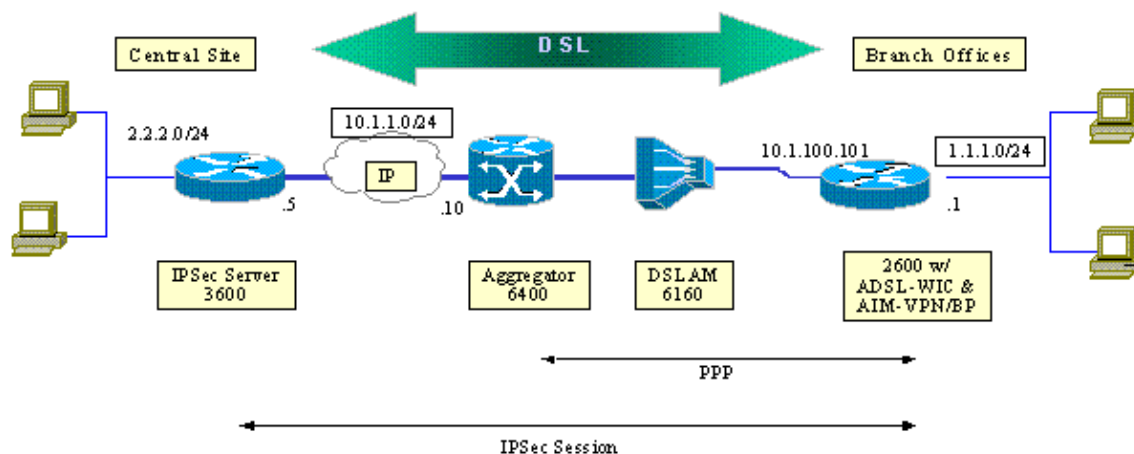 DSL
Central Site
Branch Offices
2.2.2.0/24
10.1.1.0/24
IP
.5
.10
10.1.100.101
1.1.1.0/24
.1
IPSec Server
3600
Aggregator
6400
DSLAM
6160
2600 w/
ADSL-WIC &
AIM-VPN/BP
PPP
IPSec Session